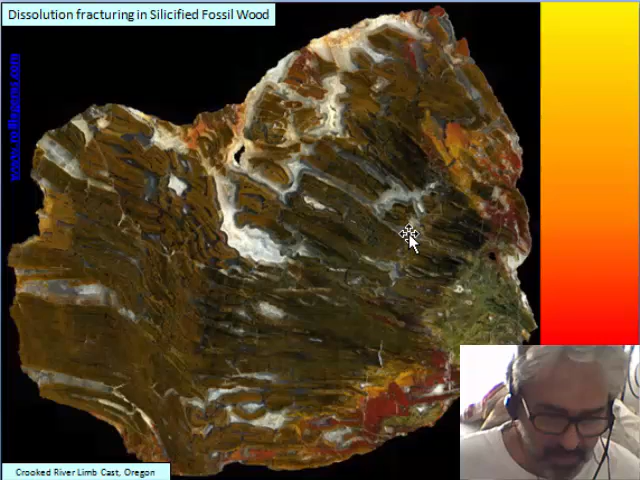 Dissolution fracturing in Silicified Fossil Wood
Crooked River Limb Cast, Oregon